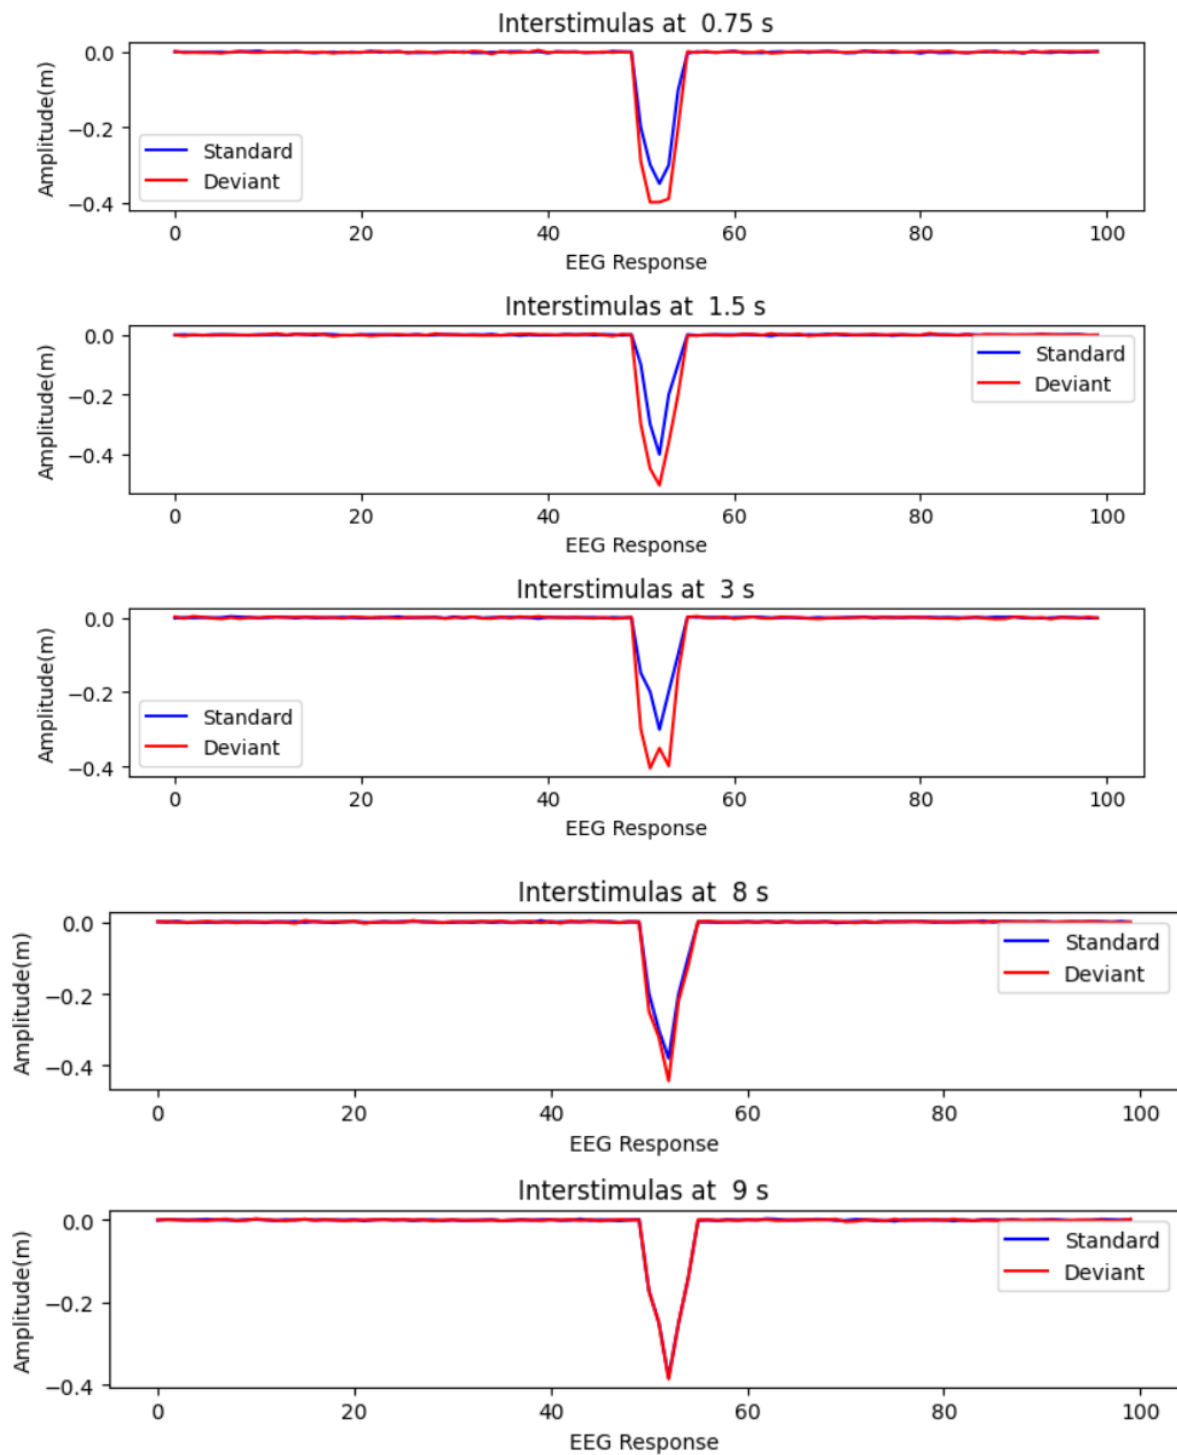 Interstimulas at  0.75 s
Amplitude(m)
0.0
−0.2
−0.4
Standard
Deviant
0 20 40 60 80 100
EEG Response
Interstimulas at  1.5 s
Amplitude(m)
0.0
−0.2
−0.4
Standard
Deviant
0 20 40 60 80 100
EEG Response
Interstimulas at  3 s
Amplitude(m)
0.0
−0.2
−0.4
Standard
Deviant
0 20 40 60 80 100
EEG Response
Interstimulas at  8 s
Amplitude(m)
0.0
−0.2
−0.4
Standard
Deviant
0 20 40 60 80 100
EEG Response
Interstimulas at  9 s
Amplitude(m)
0.0
−0.2
−0.4
Standard
Deviant
0 20 40 60 80 100
EEG Response